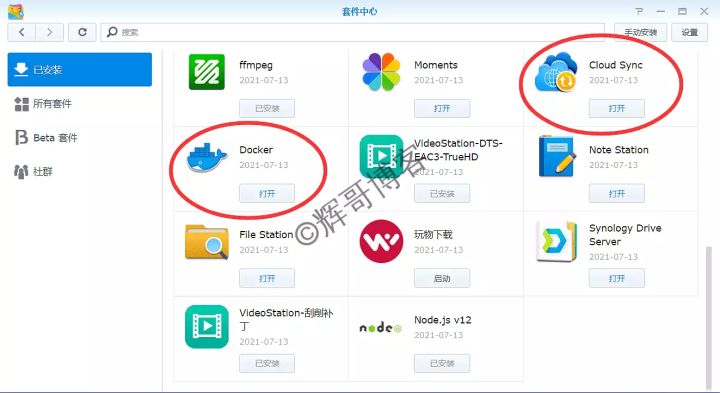 套件中心
搜索
手动安装
设置
已安装
所有套件
Beta 套件
社群
ffmpeg
2021-07-13
已安装
Moments
2021-07-13
打开
Cloud Sync
2021-07-13
打开
Docker
2021-07-13
打开
VideoStation-DTS-
EAC3-TrueHD
2021-07-13
已安装
Note Station
2021-07-13
打开
File Station
2021-07-13
打开
玩物下载
2021-07-13
启动
Synology Drive
Server
2021-07-13
打开
VideoStation-刮削补
丁
2021-07-13
已安装
node
Node.js v12
2021-07-13
已安装
©辉哥博客